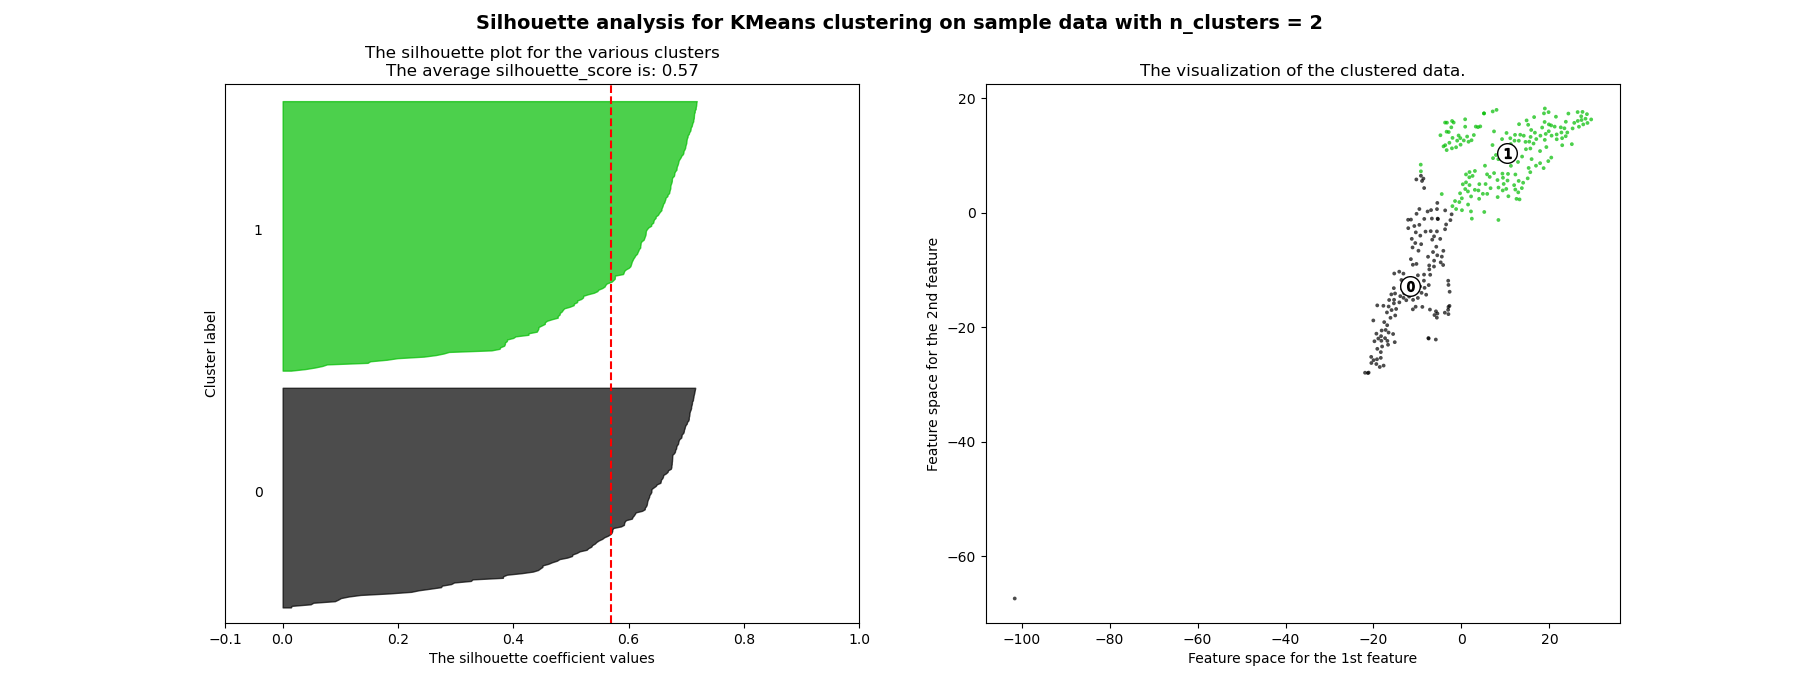 Silhouette analysis for KMeans clustering on sample data with n_clusters = 2
The silhouette plot for the various clusters
The average silhouette_score is: 0.57
1
0
Cluster label
−0.1 0.0 0.2 0.4 0.6 0.8 1.0
The silhouette coefficient values
The visualization of the clustered data.
20
0
−20
−40
−60
Feature space for the 2nd feature
1
0
−100 −80 −60 −40 −20 0 20
Feature space for the 1st feature